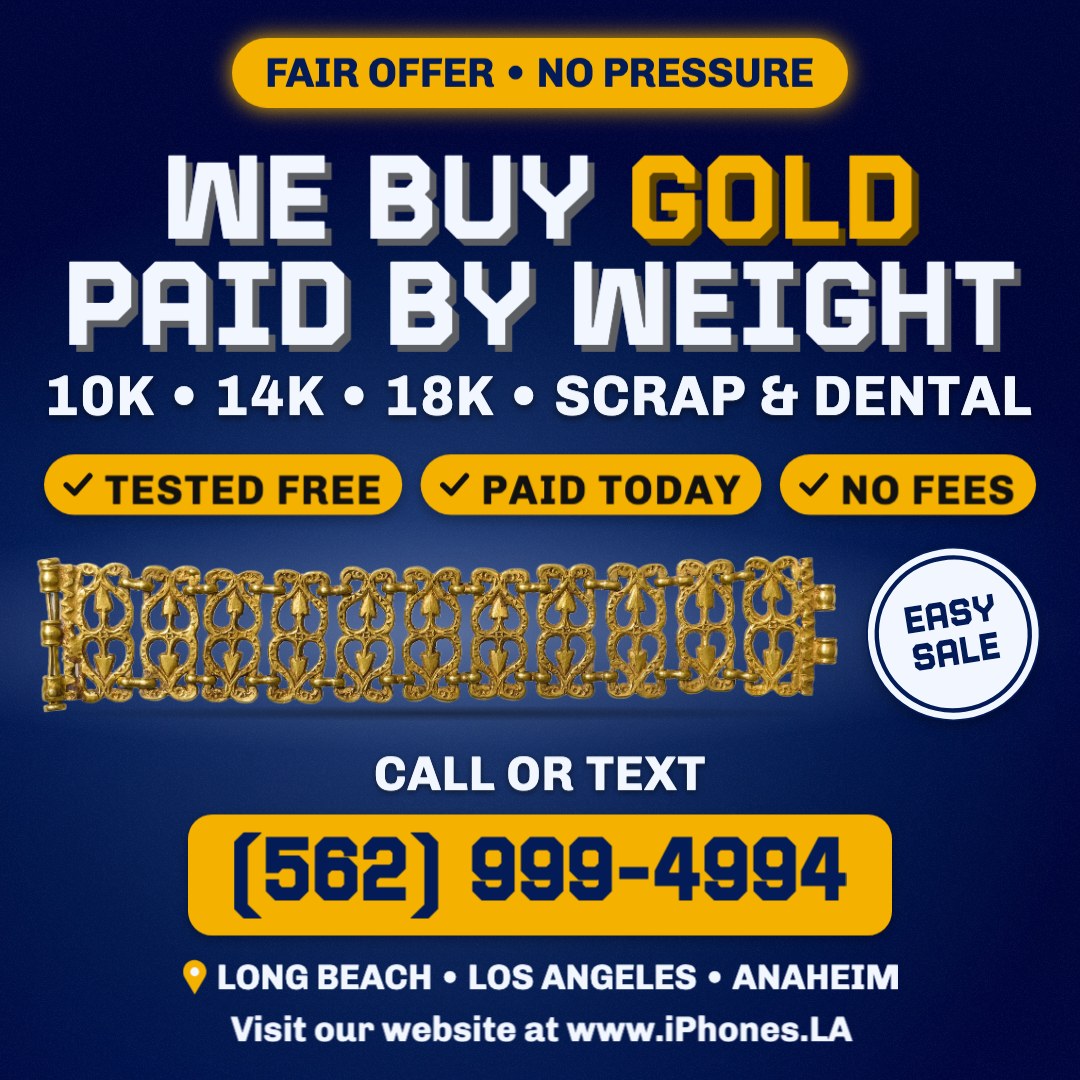 FAIR OFFER • NO PRESSURE
WE BUY GOLD
PAID BY WEIGHT
10K • 14K • 18K • SCRAP & DENTAL
✓ TESTED FREE ✓ PAID TODAY ✓ NO FEES
EASY
SALE
CALL OR TEXT
(562) 999-4994
LONG BEACH • LOS ANGELES • ANAHEIM
Visit our website at www.iPhones.LA